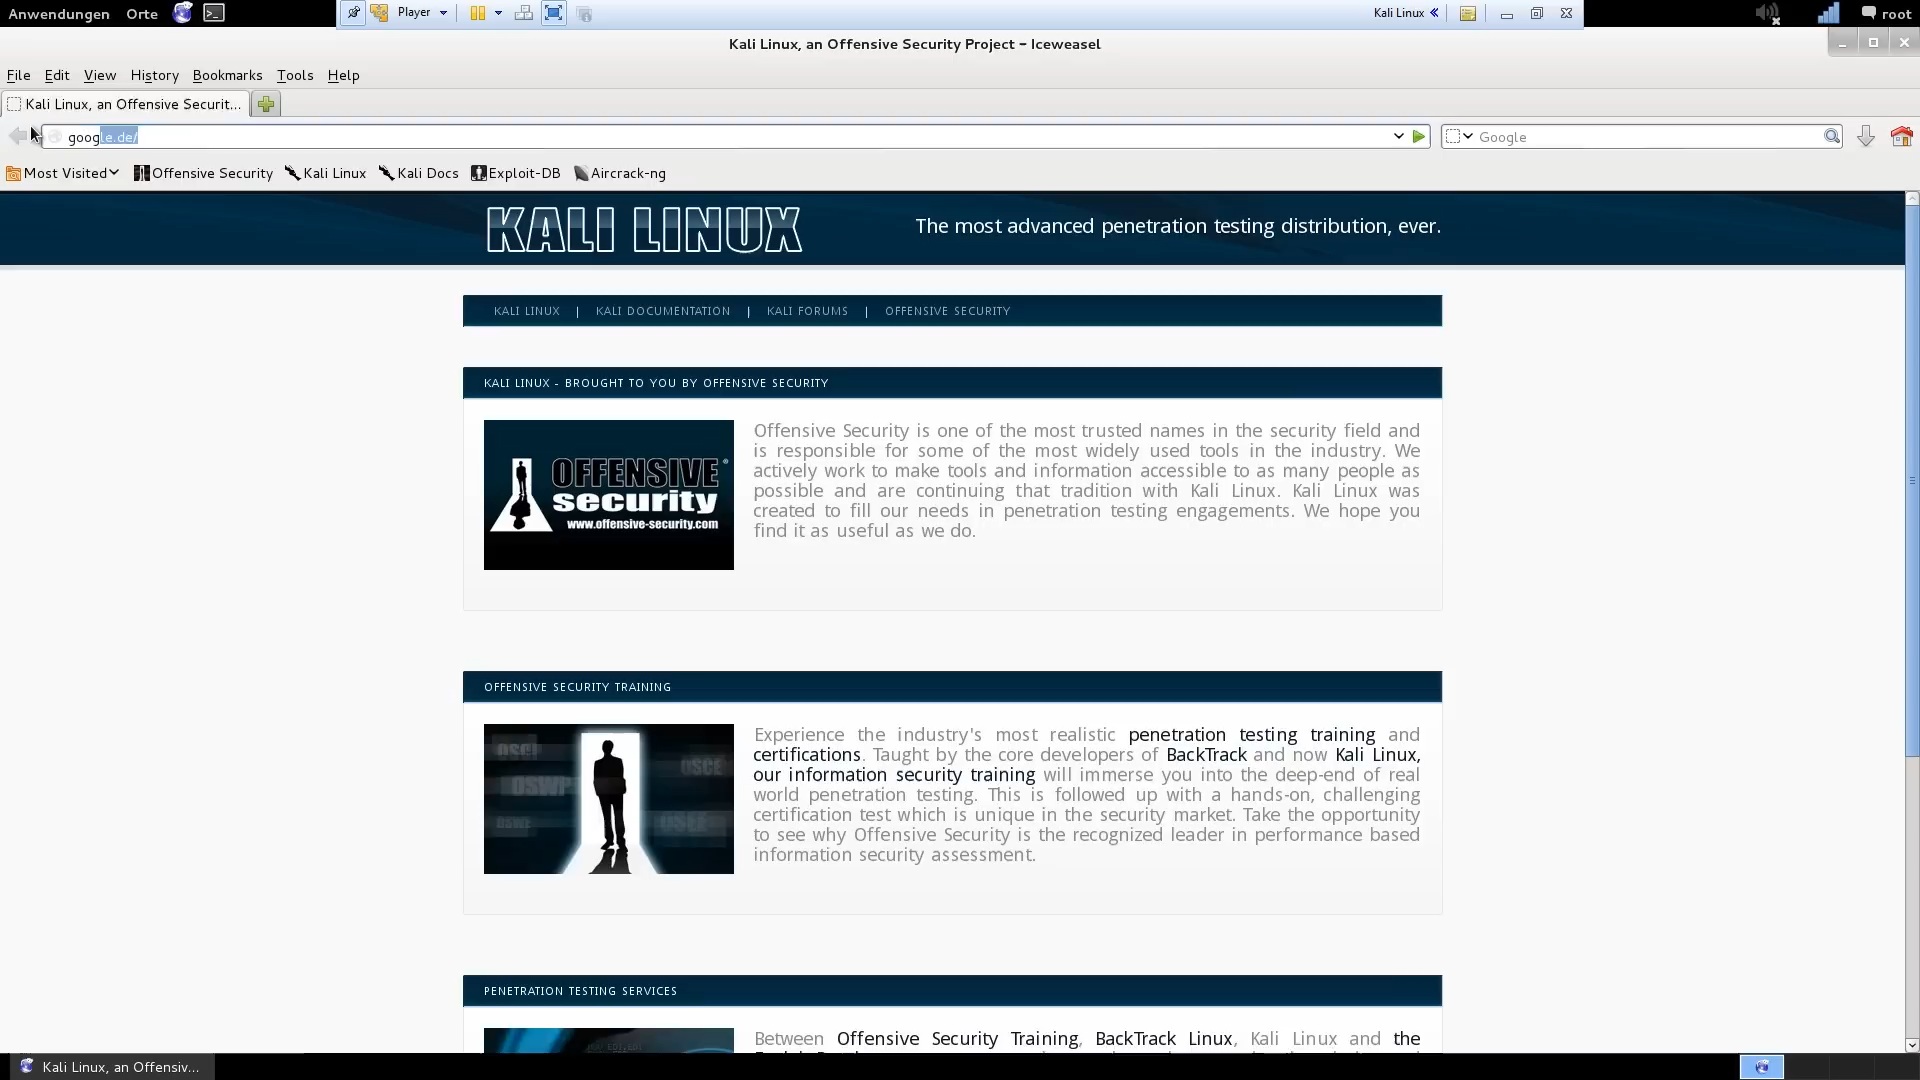 Anwendungen Orte Player Kali Linux root
Kali Linux, an Offensive Security Project – Iceweasel
File Edit View History Bookmarks Tools Help
Kali Linux, an Offensive Securit...
google.de/ Google
Most Visited Offensive Security Kali Linux Kali Docs Exploit-DB Aircrack-ng
KALI LINUX The most advanced penetration testing distribution, ever.
KALI LINUX | KALI DOCUMENTATION | KALI FORUMS | OFFENSIVE SECURITY
KALI LINUX - BROUGHT TO YOU BY OFFENSIVE SECURITY
OFFENSIVE
security
www.offensive-security.com
Offensive Security is one of the most trusted names in the security field and
is responsible for some of the most widely used tools in the industry. We
actively work to make tools and information accessible to as many people as
possible and are continuing that tradition with Kali Linux. Kali Linux was
created to fill our needs in penetration testing engagements. We hope you
find it as useful as we do.
OFFENSIVE SECURITY TRAINING
OSWP
OSCE
Experience the industry's most realistic penetration testing training and
certifications. Taught by the core developers of BackTrack and now Kali Linux,
our information security training will immerse you into the deep-end of real
world penetration testing. This is followed up with a hands-on, challenging
certification test which is unique in the security market. Take the opportunity
to see why Offensive Security is the recognized leader in performance based
information security assessment.
PENETRATION TESTING SERVICES
Between Offensive Security Training, BackTrack Linux, Kali Linux and the
Kali Linux, an Offensiv...